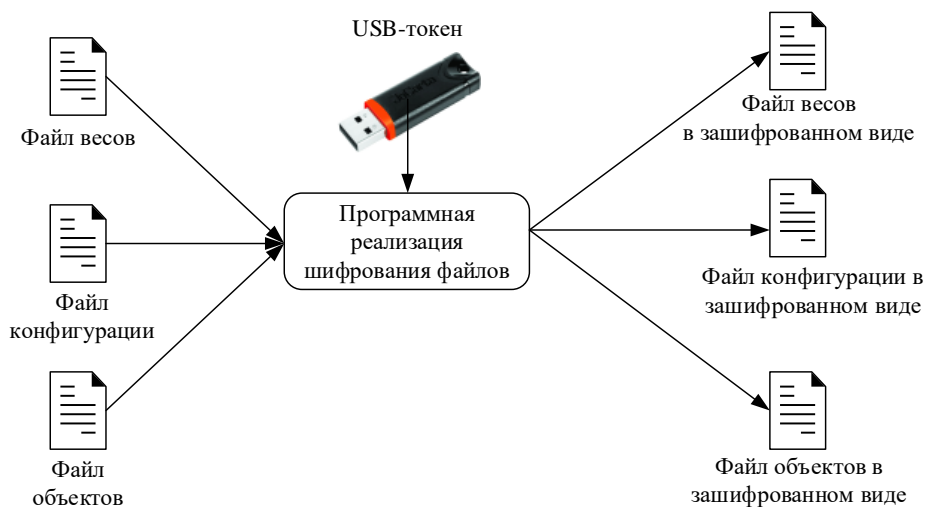 USB-токен
Файл весов
Файл
конфигурации
Файл
объектов
Программная
реализация
шифрования файлов
Файл весов
в зашифрованном виде
Файл конфигурации в
зашифрованном виде
Файл объектов в
зашифрованном виде